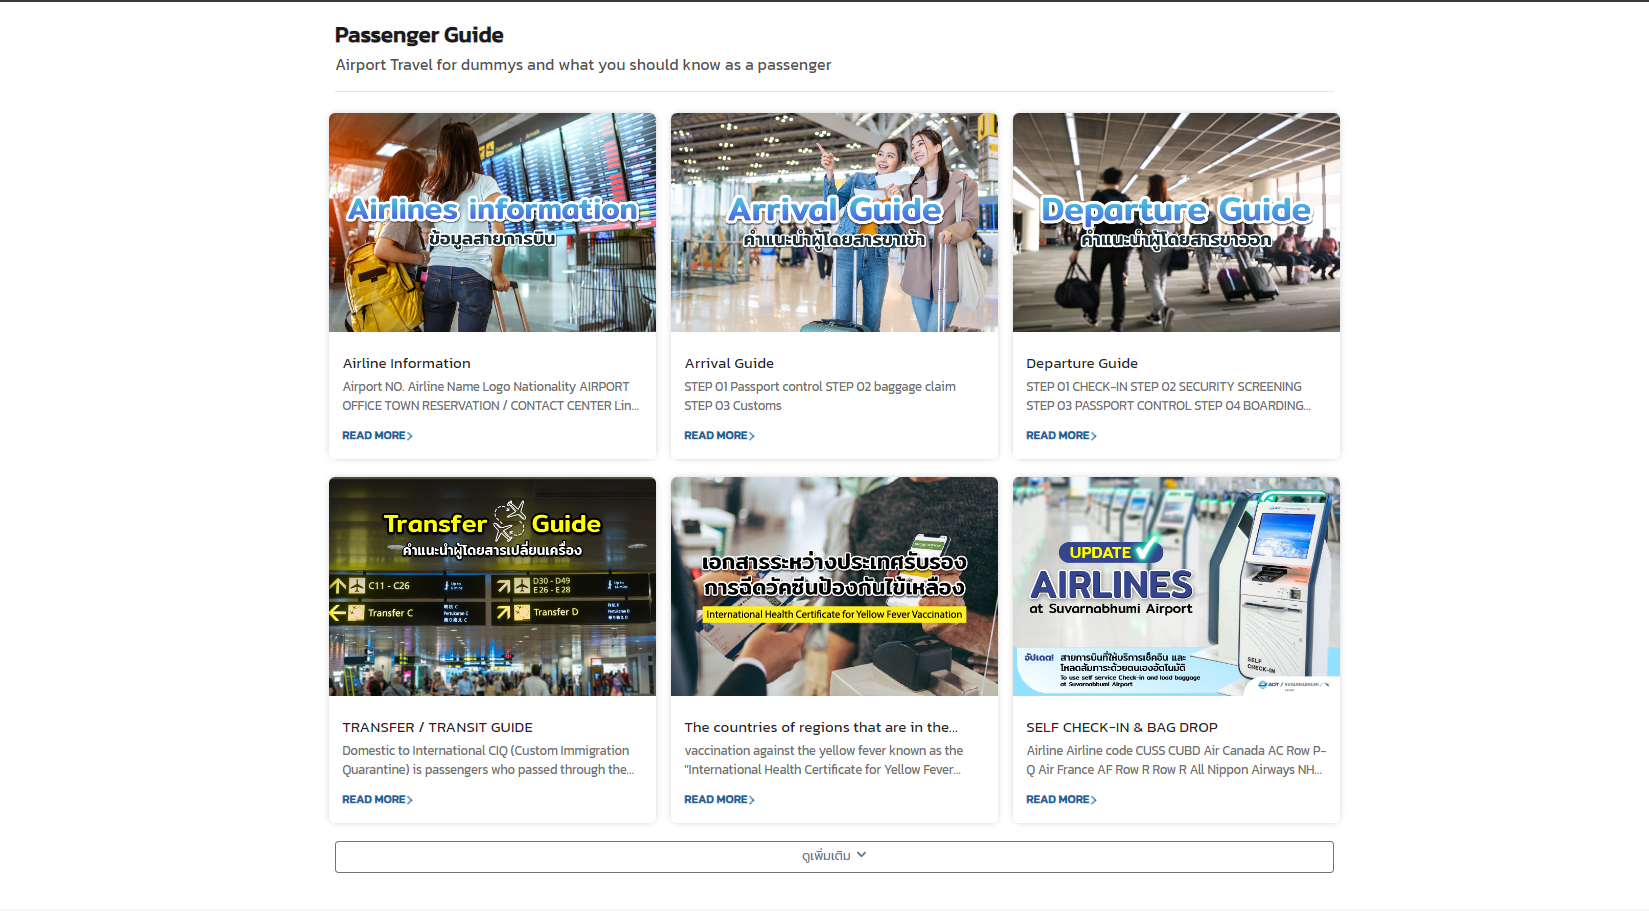 Passenger Guide
Airport Travel for dummys and what you should know as a passenger
Airlines information
ข้อมูลสายการบิน
Arrival Guide
คำแนะนำผู้โดยสารขาเข้า
Departure Guide
คำแนะนำผู้โดยสารขาออก
Airline Information
Airport NO. Airline Name Logo Nationality AIRPORT
OFFICE TOWN RESERVATION / CONTACT CENTER Lin...
READ MORE
Arrival Guide
STEP 01 Passport control STEP 02 baggage claim
STEP 03 Customs
READ MORE
Departure Guide
STEP 01 CHECK-IN STEP 02 SECURITY SCREENING
STEP 03 PASSPORT CONTROL STEP 04 BOARDING...
READ MORE
Transfer Guide
คำแนะนำผู้โดยสารเปลี่ยนเครื่อง
C11 - C26
D30 - D49
E26 - E28
Transfer C
Transfer D
เอกสารระหว่างประเทศรับรอง
การฉีดวัคซีนป้องกันไข้เหลือง
International Health Certificate for Yellow Fever Vaccination
UPDATE
AIRLINES
at Suvarnabhumi Airport
อัปเดต! สายการบินที่ให้บริการเช็คอิน และ
โหลดสัมภาระด้วยตนเองอัตโนมัติ
To use self service Check-in and load baggage
at Suvarnabhumi Airport
SELF
CHECK-IN
AOT
TRANSFER / TRANSIT GUIDE
Domestic to International CIQ (Custom Immigration
Quarantine) is passengers who passed through the...
READ MORE
The countries of regions that are in the...
vaccination against the yellow fever known as the
"International Health Certificate for Yellow Fever...
READ MORE
SELF CHECK-IN & BAG DROP
Airline Airline code CUSS CUBD Air Canada AC Row P-
Q Air France AF Row R Row R All Nippon Airways NH...
READ MORE
ดูเพิ่มเติม